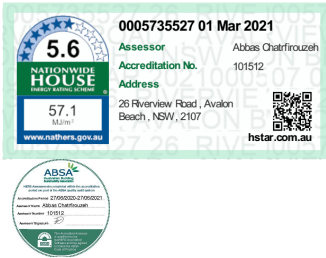 5.6
NATIONWIDE
HOUSE
ENERGY RATING SCHEME
57.1
MJ/m²
www.nathers.gov.au
0005735527 01 Mar 2021
Assessor Abbas Chatrfirouzeh
Accreditation No. 101512
Address
26 Riverview Road , Avalon
Beach , NSW , 2107
hstar.com.au
ABSA
Accreditation Period 27/06/2020-27/06/2021
Assessor Name Abbas Chatrfirouzeh
Assessor Number 101512
Assessor Signature